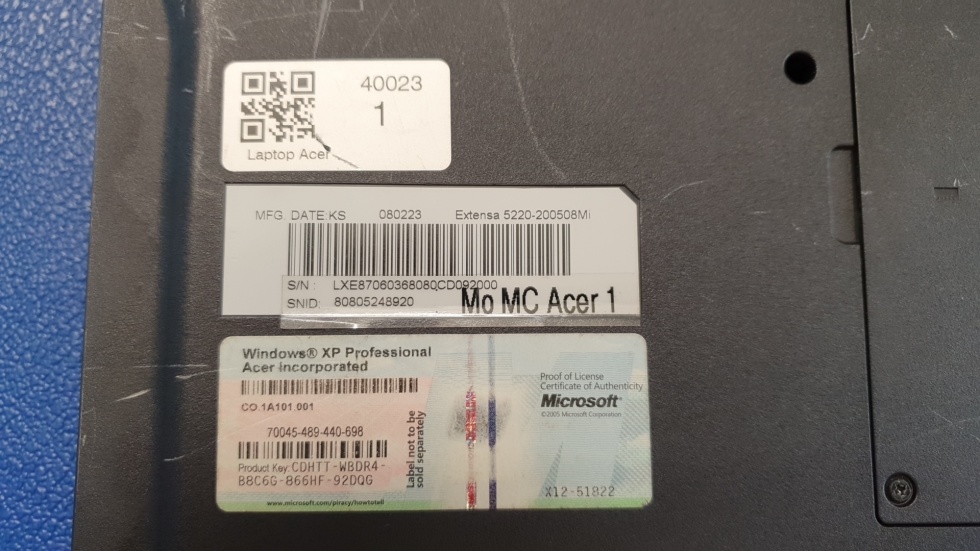 40023
1
Laptop Acer
MFG. DATE:KS 080223 Extensa 5220-200508Mi
S/N : LXE87060368080CD092000
SNID: 80805248920
Mo MC Acer 1
Windows® XP Professional
Acer Incorporated
CO.1A101.001
70045-489-440-698
Product Key: CDHTT-WBDR4-
B8C6G-866HF-92DQG
www.microsoft.com/piracy/howtotell
Label not to be
sold separately
Proof of License
Certificate of Authenticity
Microsoft®
©2005 Microsoft Corporation
X12-51822